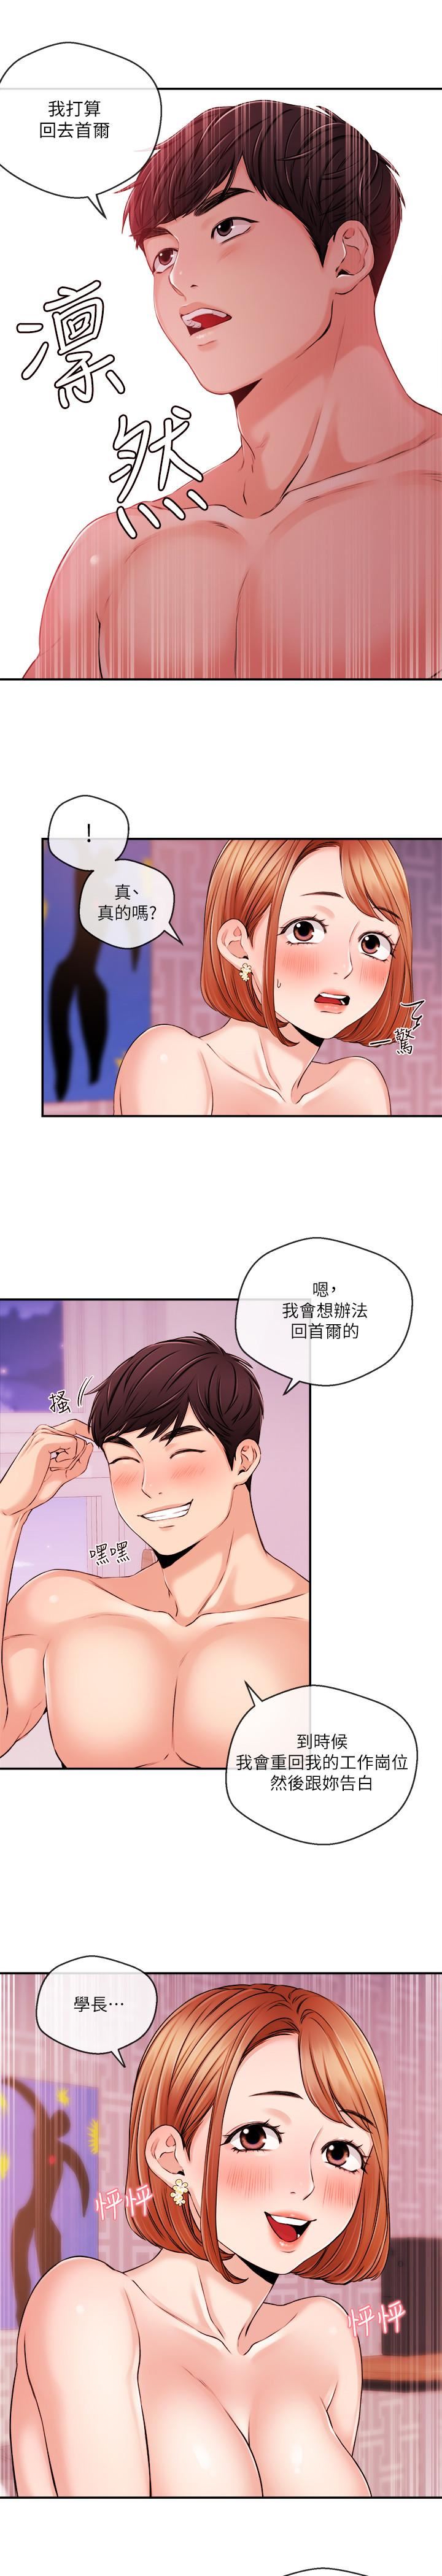 我打算
回去首爾
凛然
!
真、
真的嗎?
一驚
嗯,
我會想辦法
回首爾的
搔
嘿嘿
到時候
我會重回我的工作崗位
然後跟妳告白
學長…
怦怦
怦怦